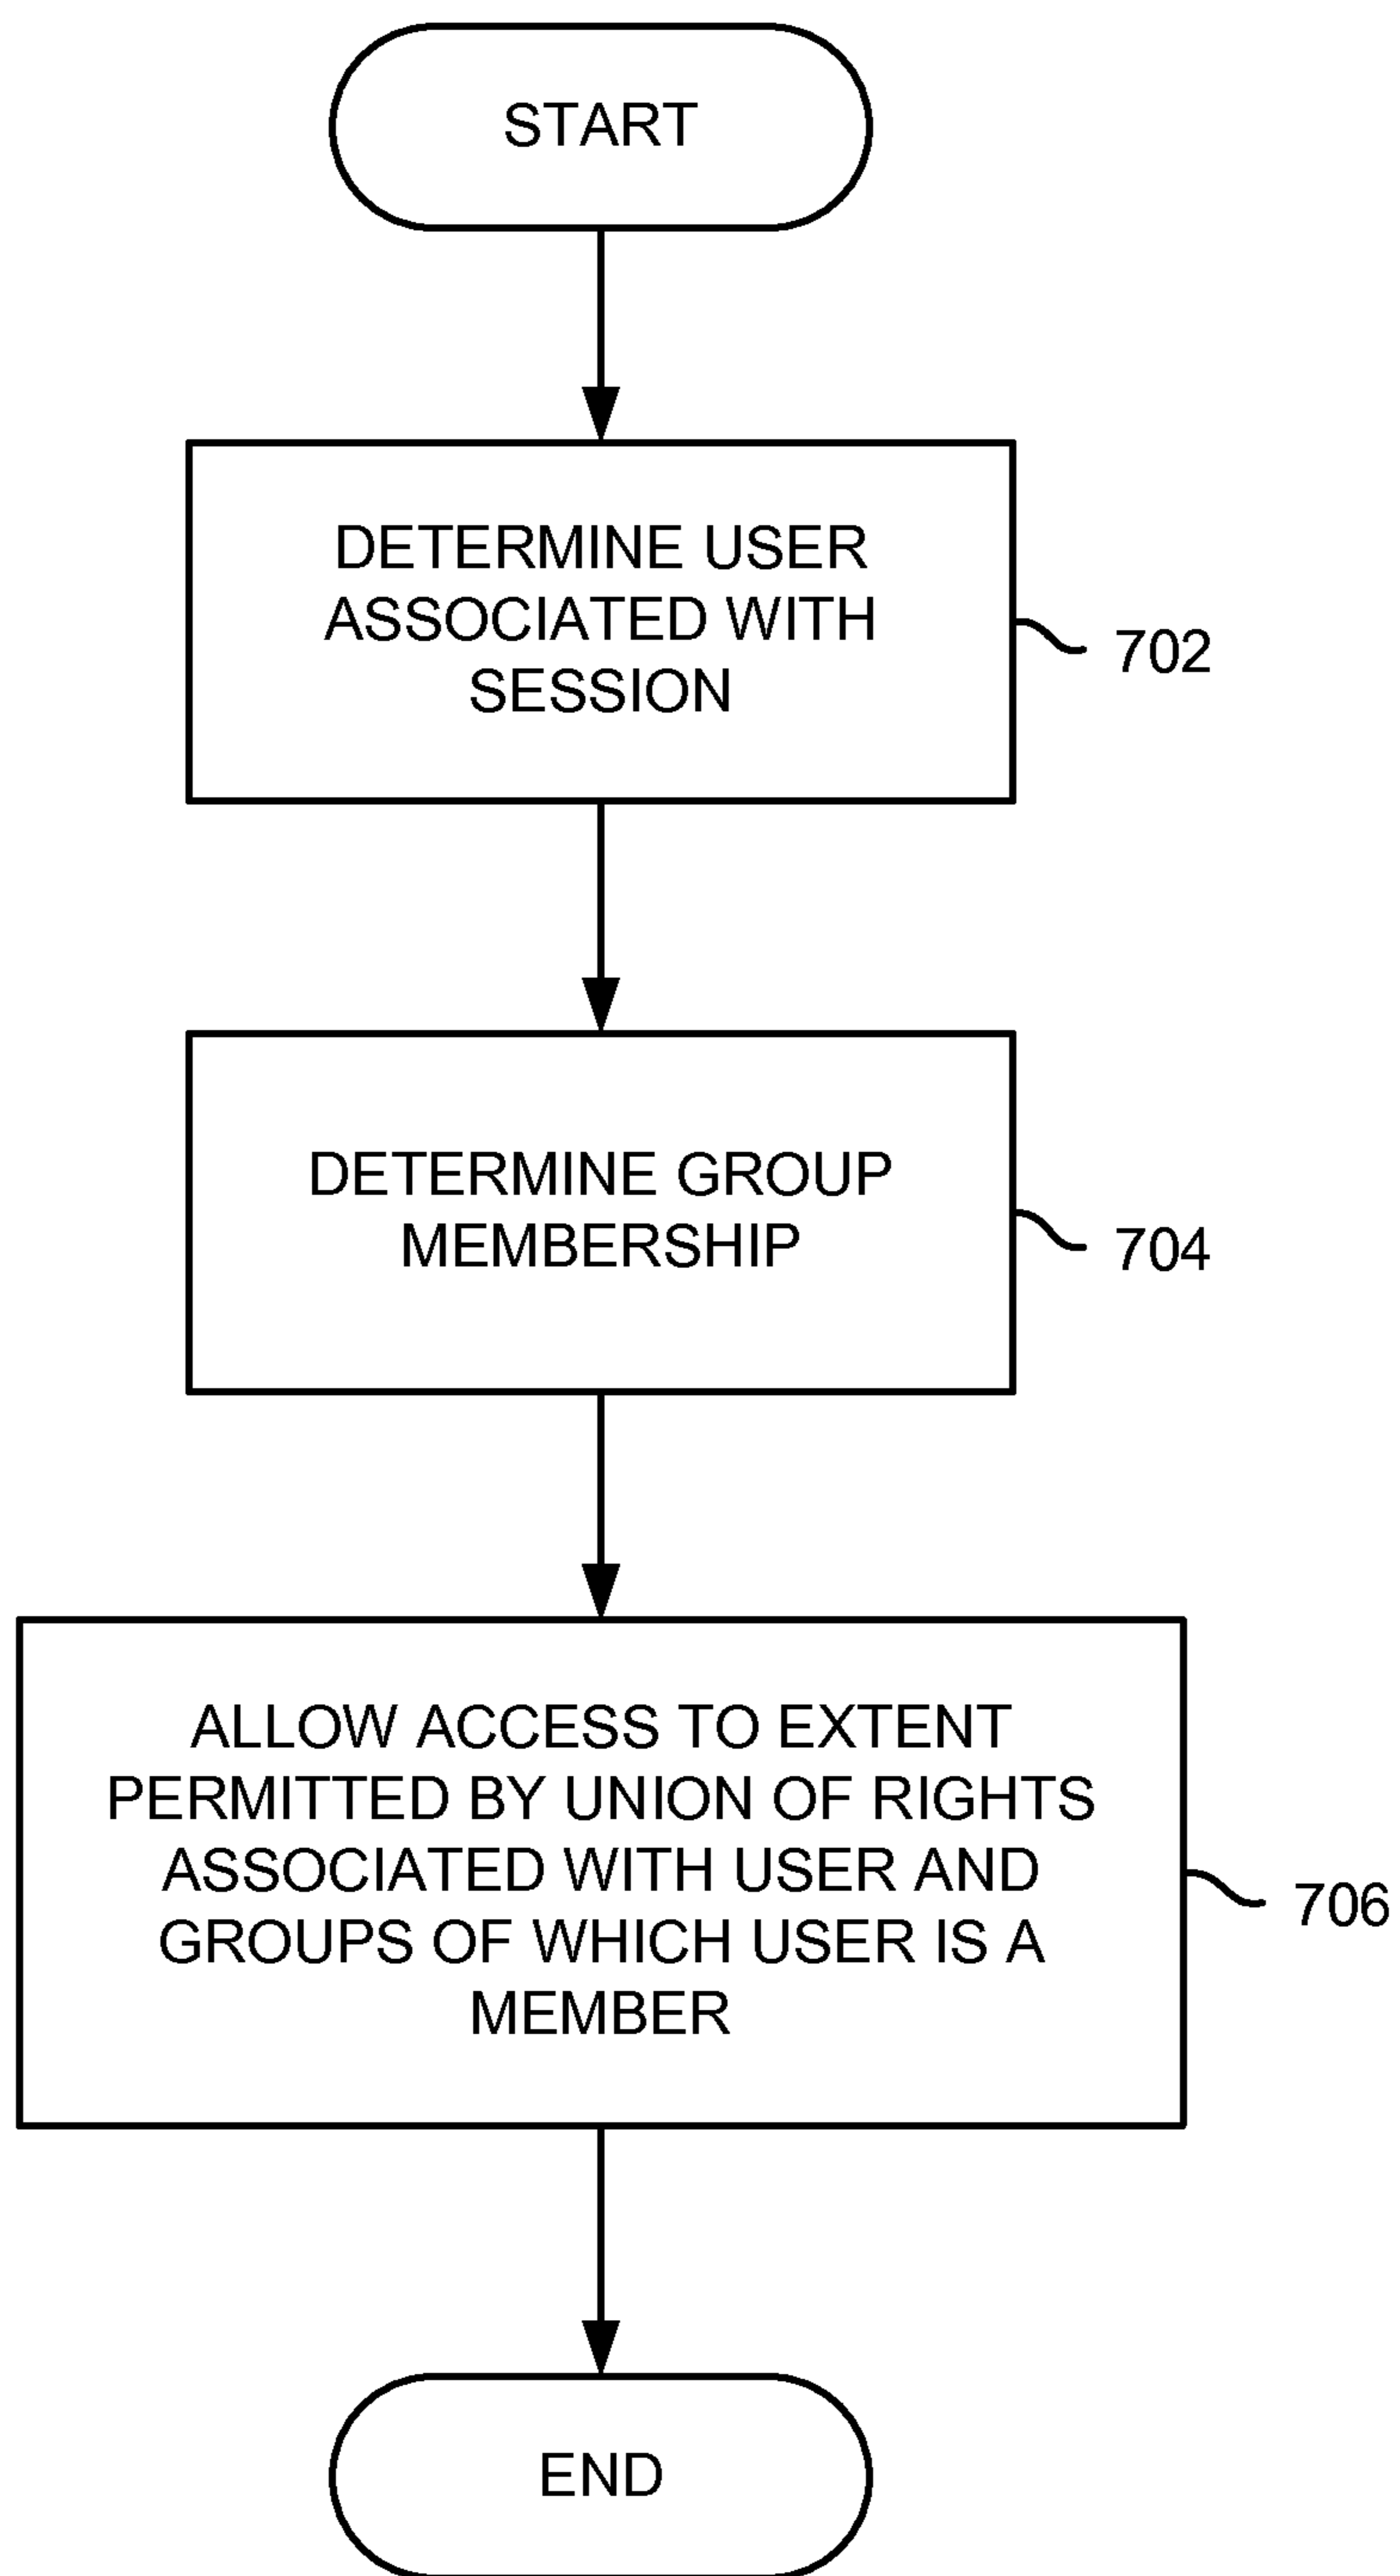 START
DETERMINE USER
ASSOCIATED WITH
SESSION
702
DETERMINE GROUP
MEMBERSHIP
704
ALLOW ACCESS TO EXTENT
PERMITTED BY UNION OF RIGHTS
ASSOCIATED WITH USER AND
GROUPS OF WHICH USER IS A
MEMBER
706
END